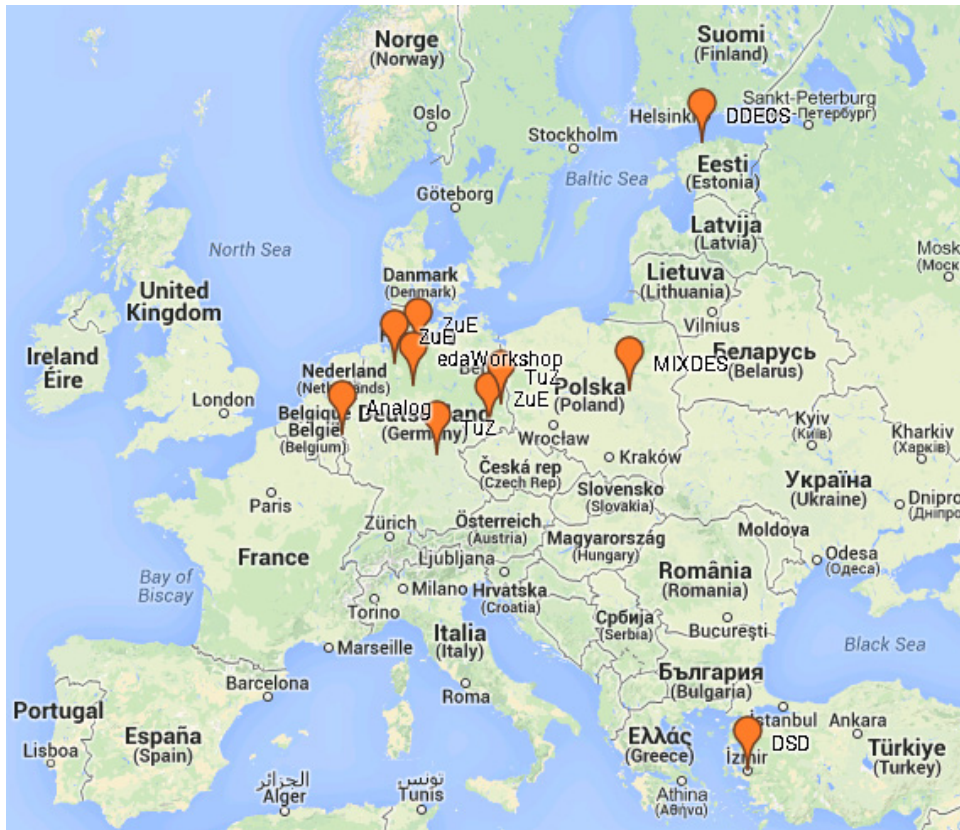 Norge
(Norway)
Suomi
(Finland)
Oslo
Helsinki
DDECS
Sankt-Peterburg
Stockholm
Eesti
(Estonia)
Baltic Sea
Göteborg
Latvija
(Latvia)
North Sea
Mosk
(Моск
Danmark
(Denmark)
Lietuva
(Lithuania)
United
Kingdom
Vilnius
ZuE
ZuE
Беларусь
(Belarus)
Ireland
Éire
edaWorkshop
MIXDES
Nederland
(Netherlands)
TuZ
Polska
(Poland)
London
ZuE
Analog
België
(Belgium)
Deutschland
(Germany)
TuZ
Wrocław
Kyiv
(Київ)
Kharkiv
(Харків)
Kraków
Česká rep
(Czech Rep)
Paris
Україна
(Ukraine)
Slovensko
(Slovakia)
Dnipro
Zürich
Österreich
(Austria)
Magyarország
(Hungary)
Moldova
France
Ljubljana
Odesa
(Одеса)
România
(Romania)
Bay of
Biscay
Milano
Hrvatska
(Croatia)
Torino
Србија
(Serbia)
București
Italia
(Italy)
Marseille
Black Sea
България
(Bulgaria)
Barcelona
Roma
Portugal
İstanbul
Ankara
España
(Spain)
Ελλάς
(Greece)
DSD
Türkiye
(Turkey)
Lisboa
İzmir
الجزائر
Alger
تونس
Tunis
Athina
(Αθήνα)